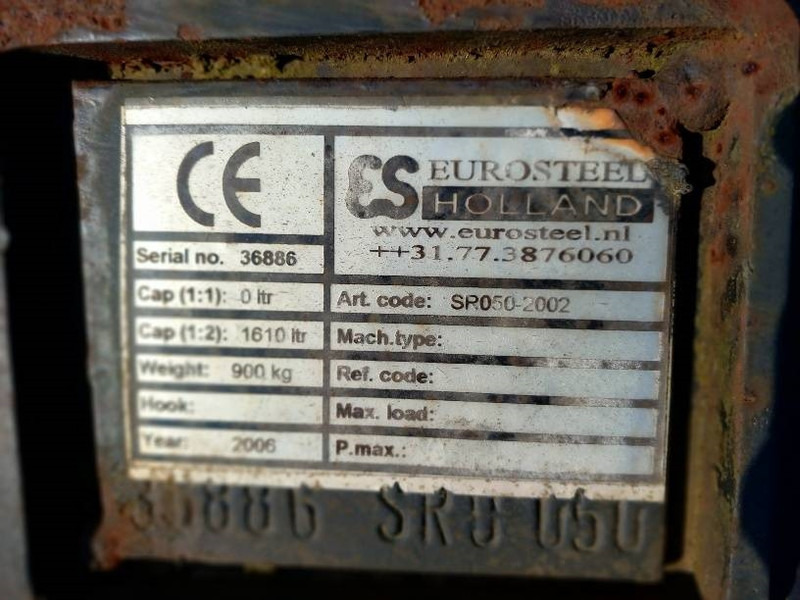 CE
ES EUROSTEEL
HOLLAND
www.eurosteel.nl
++31.77.3876060
Serial no. 36886
Cap (1:1): 0 ltr
Art. code: SR050-2002
Cap (1:2): 1610 ltr
Mach.type:
Weight: 900 kg
Ref. code:
Hook:
Max. load:
Year: 2006
P.max.:
36886 SR0 050